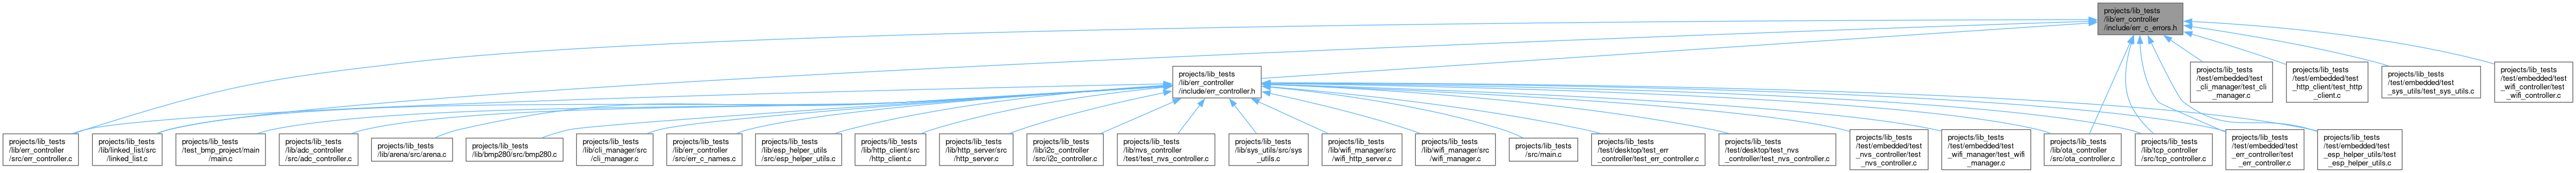 projects/lib_tests
/lib/err_controller
/include/err_c_errors.h
projects/lib_tests
/lib/err_controller
/include/err_controller.h
projects/lib_tests
/test/embedded/test
_cli_manager/test_cli
_manager.c
projects/lib_tests
/test/embedded/test
_http_client/test_http
_client.c
projects/lib_tests
/test/embedded/test
_sys_utils/test_sys_utils.c
projects/lib_tests
/test/embedded/test
_wifi_controller/test
_wifi_controller.c
projects/lib_tests
/lib/err_controller
/src/err_controller.c
projects/lib_tests
/lib/linked_list/src
/linked_list.c
projects/lib_tests
/test_bmp_project/main
/main.c
projects/lib_tests
/lib/adc_controller
/src/adc_controller.c
projects/lib_tests
/lib/arena/src/arena.c
projects/lib_tests
/lib/bmp280/src/bmp280.c
projects/lib_tests
/lib/cli_manager/src
/cli_manager.c
projects/lib_tests
/lib/err_controller
/src/err_c_names.c
projects/lib_tests
/lib/esp_helper_utils
/src/esp_helper_utils.c
projects/lib_tests
/lib/http_client/src
/http_client.c
projects/lib_tests
/lib/http_server/src
/http_server.c
projects/lib_tests
/lib/i2c_controller
/src/i2c_controller.c
projects/lib_tests
/lib/nvs_controller
/test/test_nvs_controller.c
projects/lib_tests
/lib/sys_utils/src/sys
_utils.c
projects/lib_tests
/lib/wifi_manager/src
/wifi_http_server.c
projects/lib_tests
/lib/wifi_manager/src
/wifi_manager.c
projects/lib_tests
/src/main.c
projects/lib_tests
/test/desktop/test_err
_controller/test_err_controller.c
projects/lib_tests
/test/desktop/test_nvs
_controller/test_nvs_controller.c
projects/lib_tests
/test/embedded/test
_nvs_controller/test
_nvs_controller.c
projects/lib_tests
/test/embedded/test
_wifi_manager/test_wifi
_manager.c
projects/lib_tests
/lib/ota_controller
/src/ota_controller.c
projects/lib_tests
/lib/tcp_controller
/src/tcp_controller.c
projects/lib_tests
/test/embedded/test
_err_controller/test
_err_controller.c
projects/lib_tests
/test/embedded/test
_esp_helper_utils/test
_esp_helper_utils.c